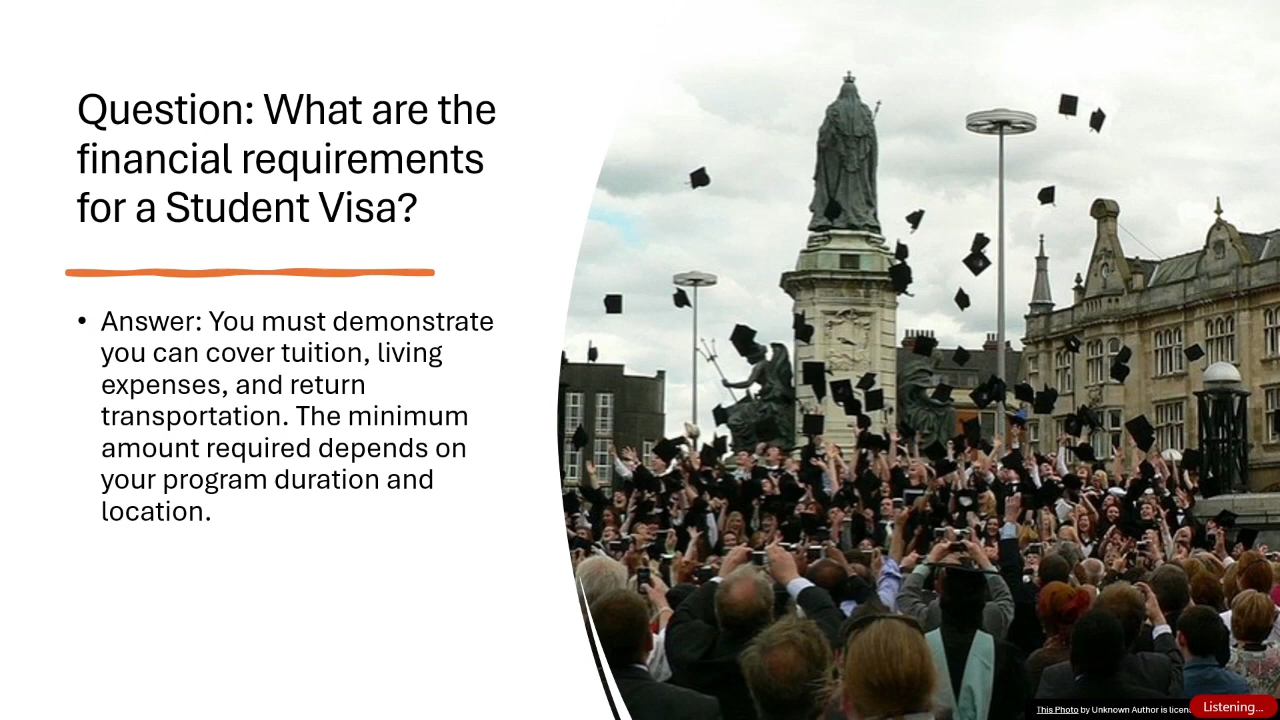 Question: What are the
financial requirements
for a Student Visa?
• Answer: You must demonstrate
you can cover tuition, living
expenses, and return
transportation. The minimum
amount required depends on
your program duration and
location.
This Photo by Unknown Author is
Listening...